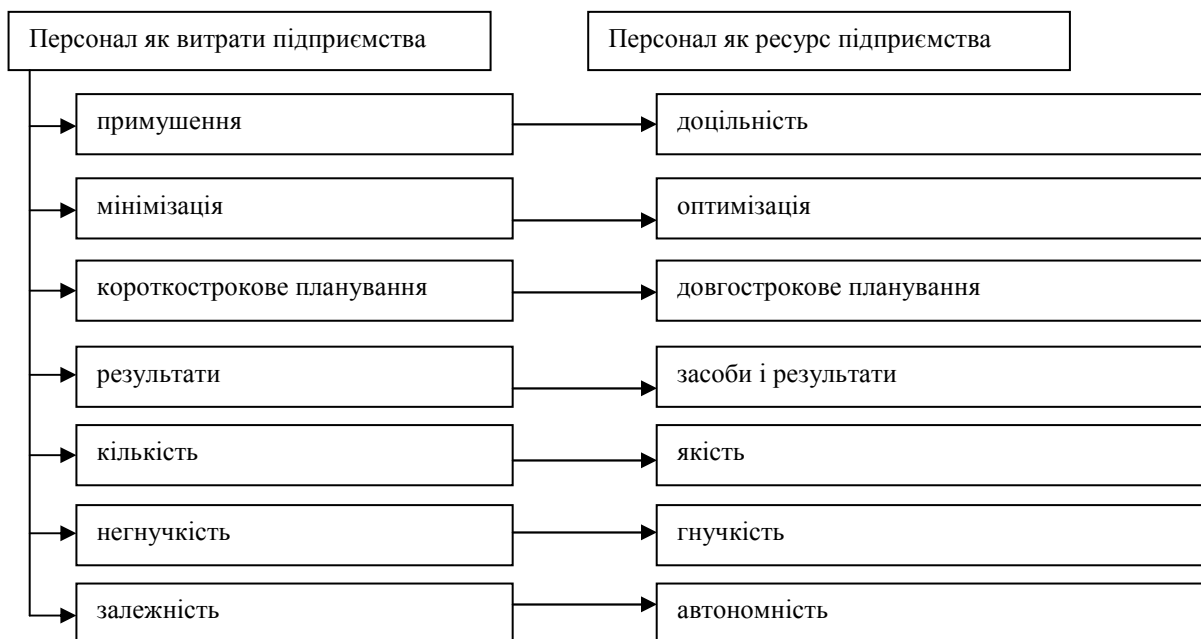 Персонал як витрати підприємства
Персонал як ресурс підприємства
примушення
доцільність
мінімізація
оптимізація
короткострокове планування
довгострокове планування
результати
засоби і результати
кількість
якість
негнучкість
гнучкість
залежність
автономність